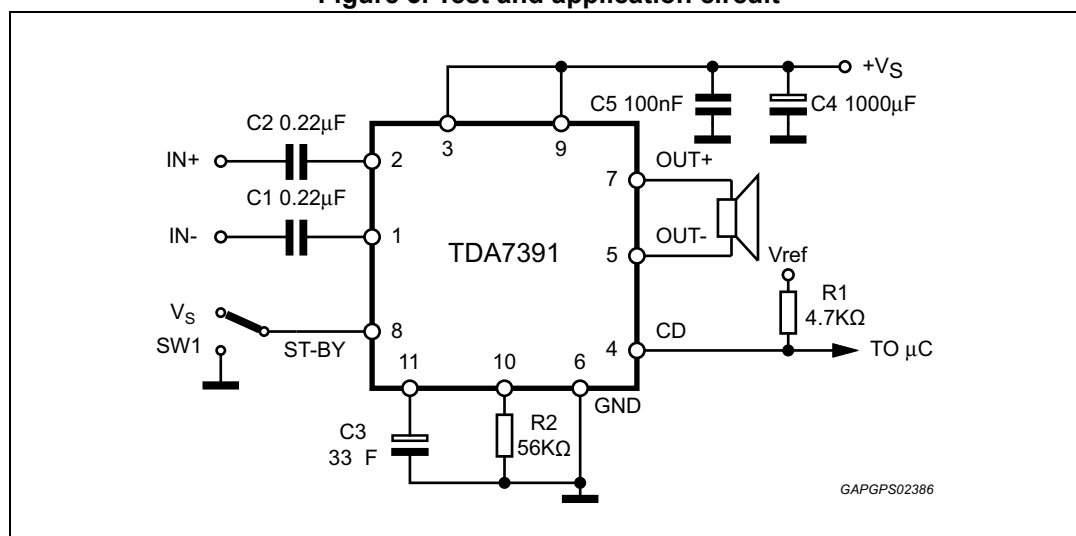 Figure 3. Test and application circuit
+VS
C5 100nF
C4 1000µF
C2 0.22µF
3
9
IN+
2
7
OUT+
C1 0.22µF
IN-
1
TDA7391
5
OUT-
Vref
R1
4.7KΩ
VS
SW1
ST-BY
8
CD
4
TO µC
11
10
6
GND
C3
33 F
R2
56KΩ
GAPGPS02386